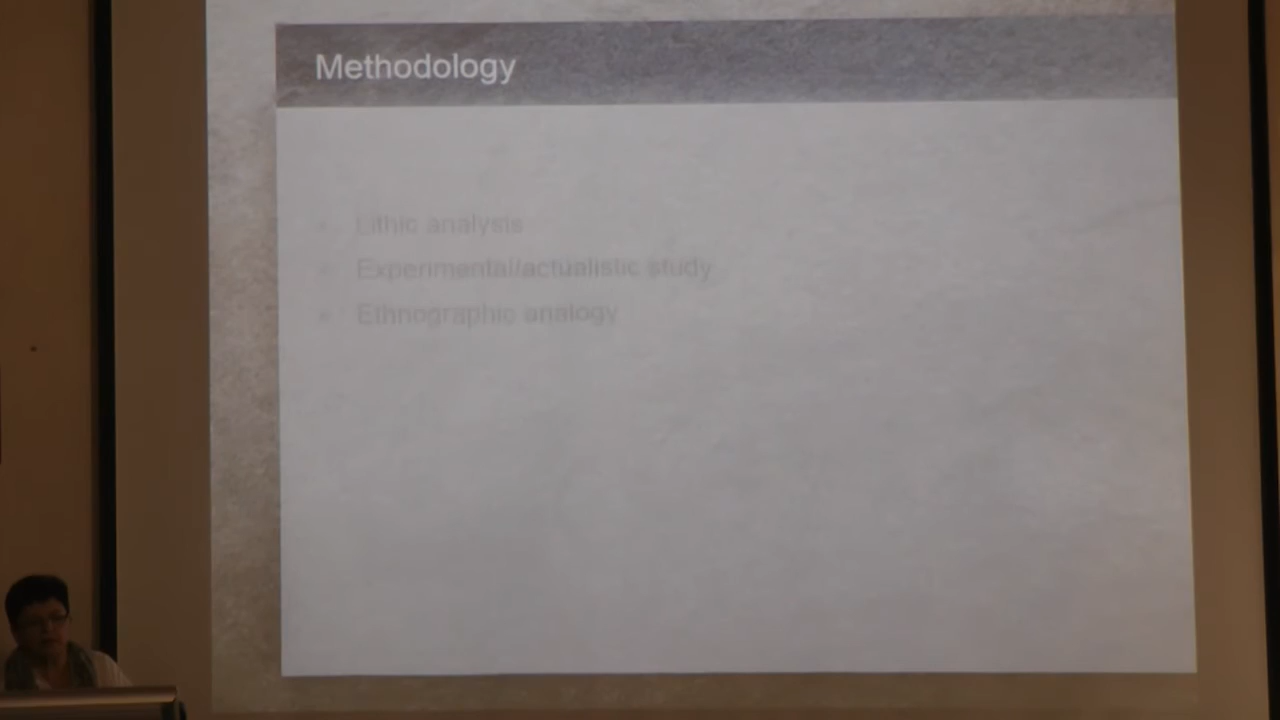 Methodology
Lithic analysis
Experimental/actualistic study
Ethnographic analogy